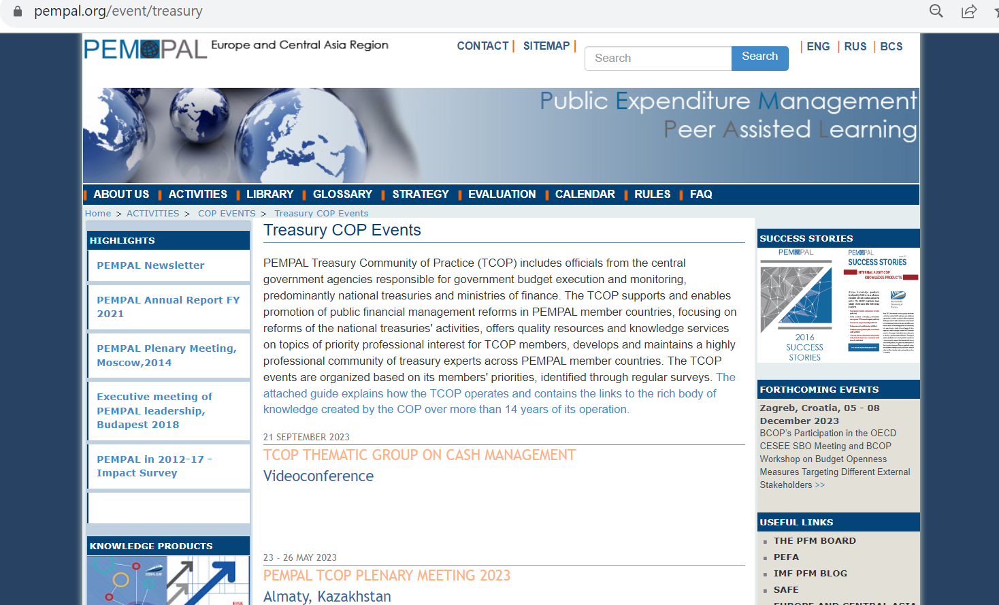 pempal.org/event/treasury
PEMPAL Europe and Central Asia Region
CONTACT | SITEMAP |
Search
Search
| ENG | RUS | BCS
Public Expenditure Management
Peer Assisted Learning
ABOUT US
ACTIVITIES
LIBRARY
GLOSSARY
STRATEGY
EVALUATION
CALENDAR
RULES
FAQ
Home > ACTIVITIES > COP EVENTS > Treasury COP Events
HIGHLIGHTS
PEMPAL Newsletter
PEMPAL Annual Report FY
2021
PEMPAL Plenary Meeting,
Moscow,2014
Executive meeting of
PEMPAL leadership,
Budapest 2018
PEMPAL in 2012-17 -
Impact Survey
KNOWLEDGE PRODUCTS
Treasury COP Events
PEMPAL Treasury Community of Practice (TCOP) includes officials from the central
government agencies responsible for government budget execution and monitoring,
predominantly national treasuries and ministries of finance. The TCOP supports and enables
promotion of public financial management reforms in PEMPAL member countries, focusing on
reforms of the national treasuries' activities, offers quality resources and knowledge services
on topics of priority professional interest for TCOP members, develops and maintains a highly
professional community of treasury experts across PEMPAL member countries. The TCOP
events are organized based on its members' priorities, identified through regular surveys. The
attached guide explains how the TCOP operates and contains the links to the rich body of
knowledge created by the COP over more than 14 years of its operation.
21 SEPTEMBER 2023
TCOP THEMATIC GROUP ON CASH MANAGEMENT
Videoconference
23 - 26 MAY 2023
PEMPAL TCOP PLENARY MEETING 2023
Almaty, Kazakhstan
SUCCESS STORIES
PEMPAL
2016
SUCCESS
STORIES
PEMPAL
SUCCESS STORIES
INTERNAL AUDIT COP
KNOWLEDGE PRODUCTS
FORTHCOMING EVENTS
Zagreb, Croatia, 05 - 08
December 2023
BCOP's Participation in the OECD
CESEE SBO Meeting and BCOP
Workshop on Budget Openness
Measures Targeting Different External
Stakeholders >>
USEFUL LINKS
THE PFM BOARD
PEFA
IMF PFM BLOG
SAFE
EUROPE AND CENTRAL ASIA